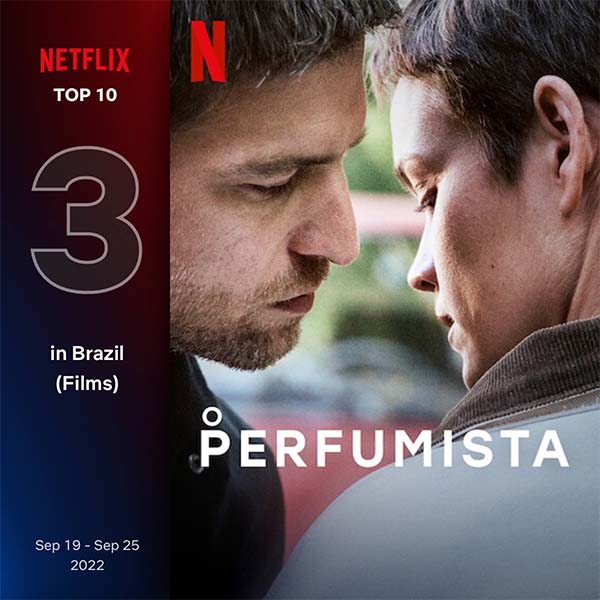 NETFLIX
TOP 10
3
in Brazil
(Films)
Sep 19 - Sep 25
2022
N
O
PERFUMISTA